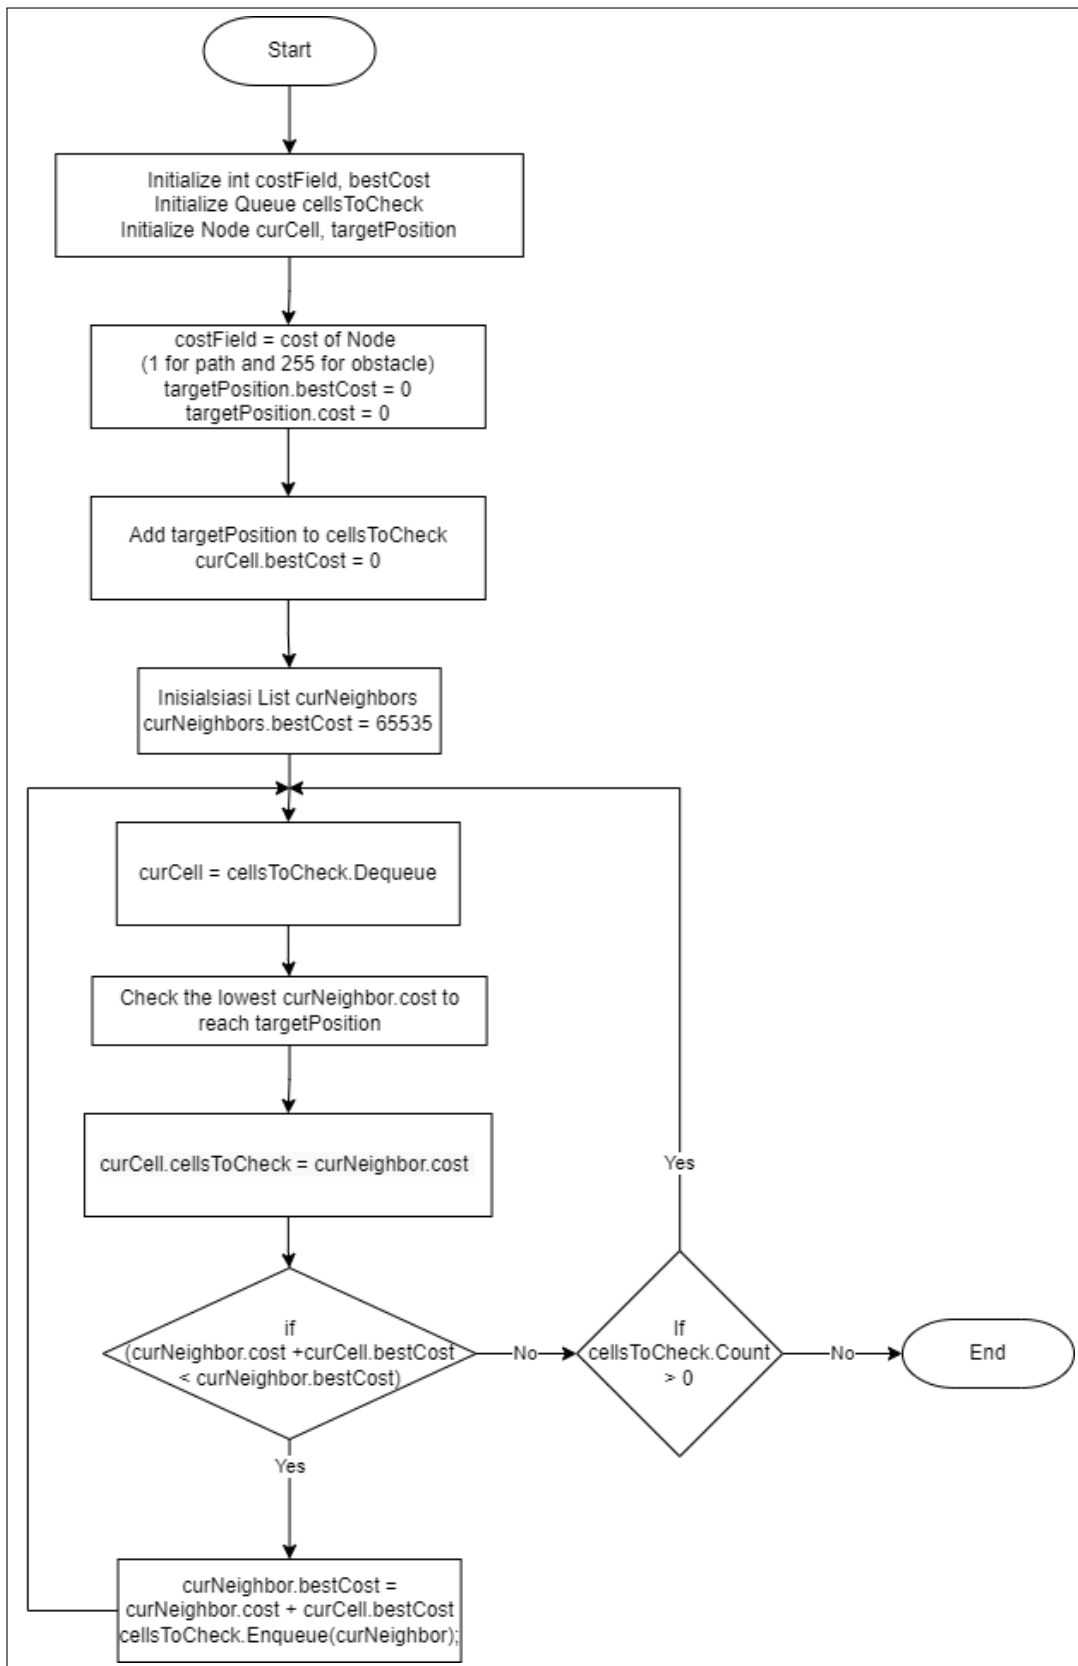 Start
Initialize int costField, bestCost
Initialize Queue cellsToCheck
Initialize Node curCell, targetPosition
costField = cost of Node
(1 for path and 255 for obstacle)
targetPosition.bestCost = 0
targetPosition.cost = 0
Add targetPosition to cellsToCheck
curCell.bestCost = 0
Inisialsiasi List curNeighbors
curNeighbors.bestCost = 65535
curCell = cellsToCheck.Dequeue
Check the lowest curNeighbor.cost to
reach targetPosition
curCell.cellsToCheck = curNeighbor.cost
Yes
if
(curNeighbor.cost +curCell.bestCost
< curNeighbor.bestCost)
No
If
cellsToCheck.Count
> 0
No
End
Yes
curNeighbor.bestCost =
curNeighbor.cost + curCell.bestCost
cellsToCheck.Enqueue(curNeighbor);